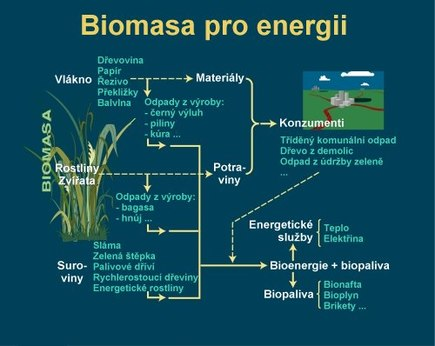 Biomasa pro energii
Dřevovina
Papír
Řezivo
Překližky
Balvlna
Vlákno
Materiály
Odpady z výroby:
- černý výluh
- piliny
- kúra ...
Konzumenti
Tříděný komunální odpad
Dřevo z demolic
Odpad z údržby zeleně
...
BIOMASA
Rostliny
Zvířata
Potra-
viny
Odpady z výroby:
- bagasa
- hnůj ...
Energetické
služby
Teplo
Elektřina
Sláma
Zelená štěpka
Palivové dříví
Rychlerostouci dřeviny
Energetické rostliny
Suro-
viny
Bioenergie + biopaliva
Biopaliva
Bionafta
Bioplyn
Brikety ...